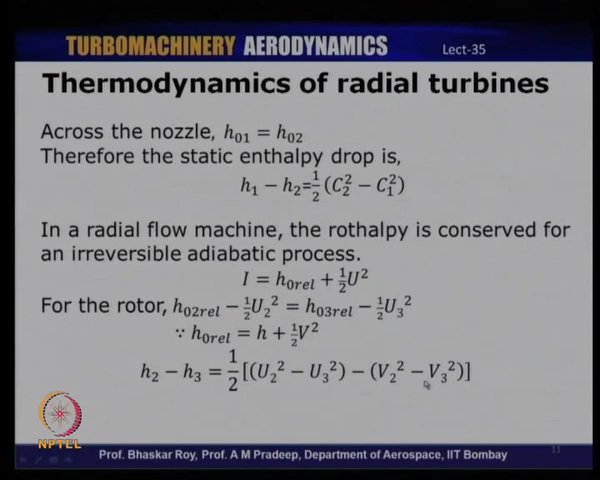 TURBOMACHINERY AERODYNAMICS Lect-35
Thermodynamics of radial turbines
Across the nozzle, h₀₁ = h₀₂
Therefore the static enthalpy drop is,
h₁ − h₂=½(C₂² − C₁²)
In a radial flow machine, the rothalpy is conserved for
an irreversible adiabatic process.
I = h₀rel + ½U²
For the rotor, h₀₂rel − ½U₂² = h₀₃rel − ½U₃²
∵ h₀rel = h + ½V²
h₂ − h₃ = ½[(U₂² − U₃²) − (V₂² − V₃²)]
NPTEL
Prof. Bhaskar Roy, Prof. A M Pradeep, Department of Aerospace, IIT Bombay
11